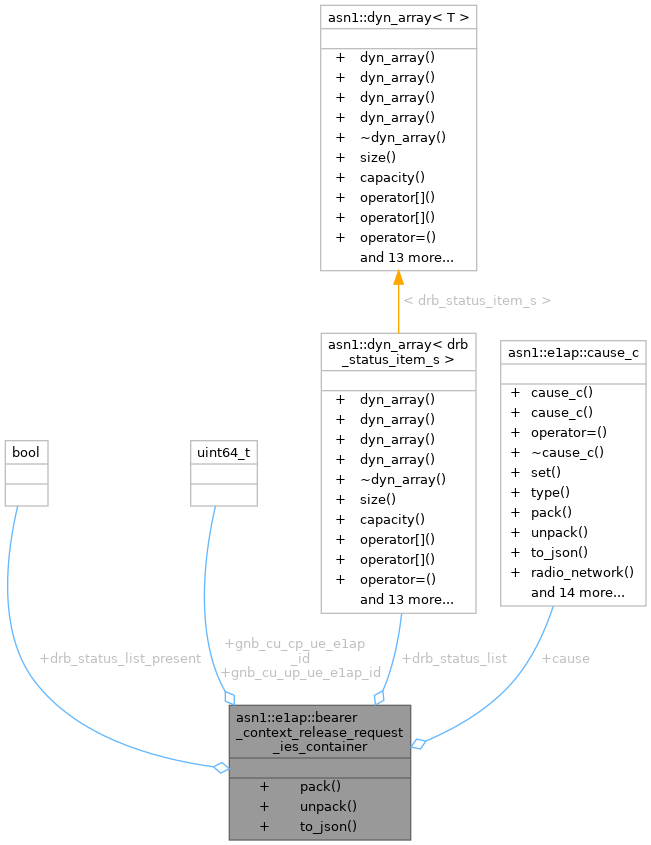 asn1::dyn_array< T >
+ dyn_array()
+ dyn_array()
+ dyn_array()
+ dyn_array()
+ ~dyn_array()
+ size()
+ capacity()
+ operator[]()
+ operator[]()
+ operator=()
and 13 more...
< drb_status_item_s >
asn1::dyn_array< drb
_status_item_s >
+ dyn_array()
+ dyn_array()
+ dyn_array()
+ dyn_array()
+ ~dyn_array()
+ size()
+ capacity()
+ operator[]()
+ operator[]()
+ operator=()
and 13 more...
asn1::e1ap::cause_c
+ cause_c()
+ cause_c()
+ operator=()
+ ~cause_c()
+ set()
+ type()
+ pack()
+ unpack()
+ to_json()
+ radio_network()
and 14 more...
bool
uint64_t
+drb_status_list_present
+gnb_cu_cp_ue_e1ap
_id
+gnb_cu_up_ue_e1ap_id
+drb_status_list
+cause
asn1::e1ap::bearer
_context_release_request
_ies_container
+ pack()
+ unpack()
+ to_json()